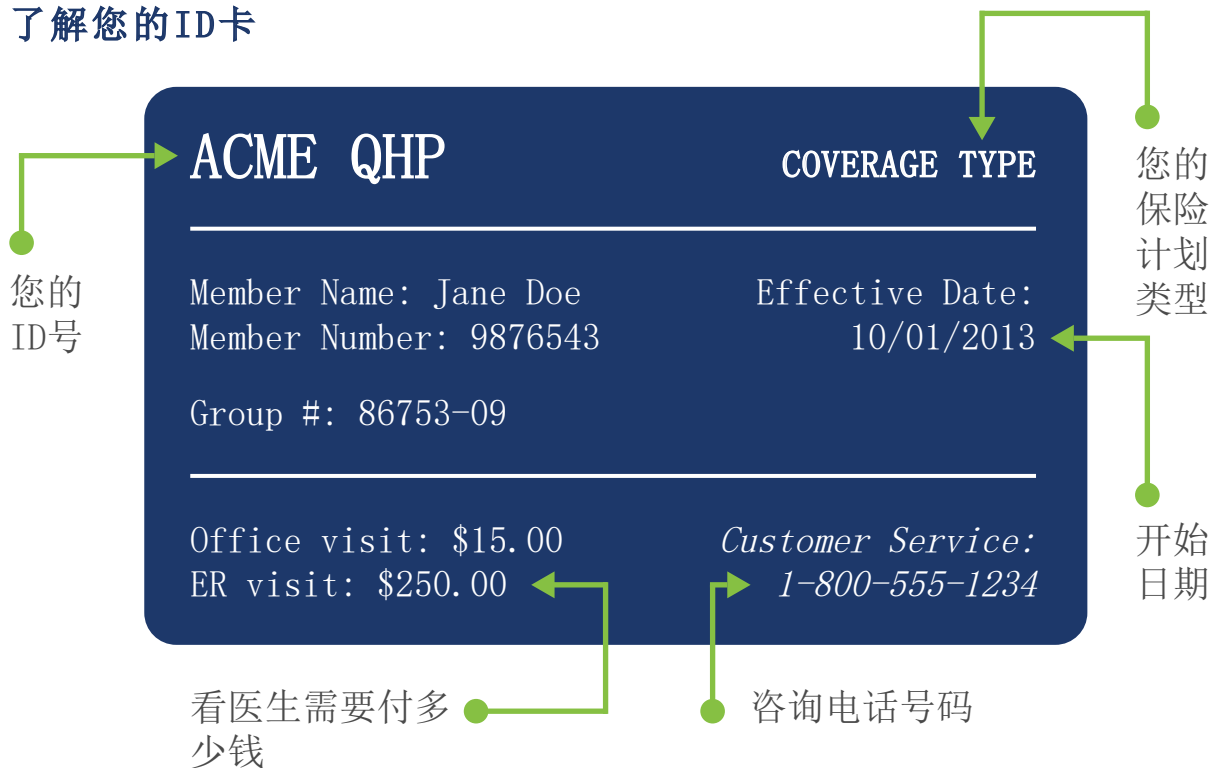 了解您的ID卡
ACME QHP
COVERAGE TYPE
您的
保险
计划
类型
您的
ID号
Member Name: Jane Doe
Member Number: 9876543
Effective Date:
10/01/2013
Group #: 86753-09
Office visit: $15.00
ER visit: $250.00
Customer Service:
1-800-555-1234
开始
日期
看医生需要付多
少钱
咨询电话号码